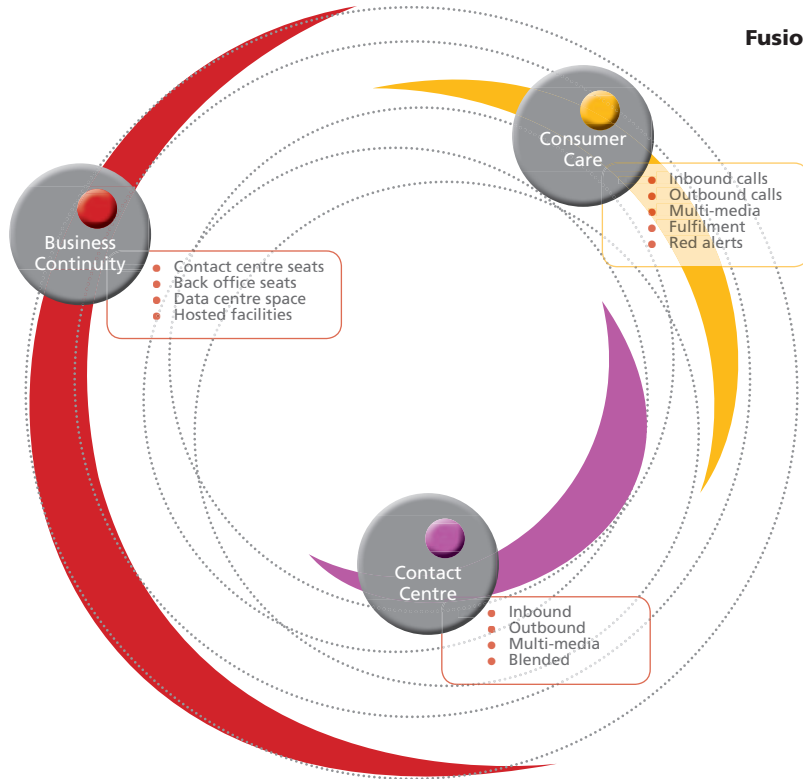 Fusio
Consumer
Care
Inbound calls
Outbound calls
Multi-media
Fulfilment
Red alerts
Business
Continuity
Contact centre seats
Back office seats
Data centre space
Hosted facilities
Contact
Centre
Inbound
Outbound
Multi-media
Blended